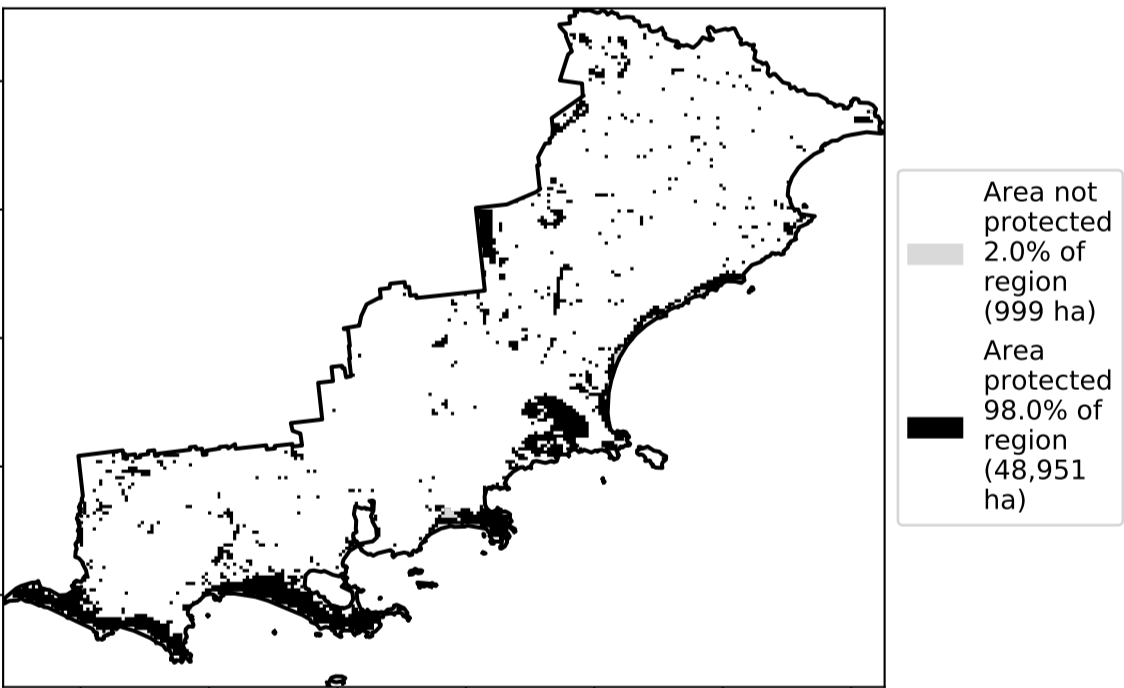 Area not
protected
2.0% of
region
(999 ha)
Area
protected
98.0% of
region
(48,951
ha)